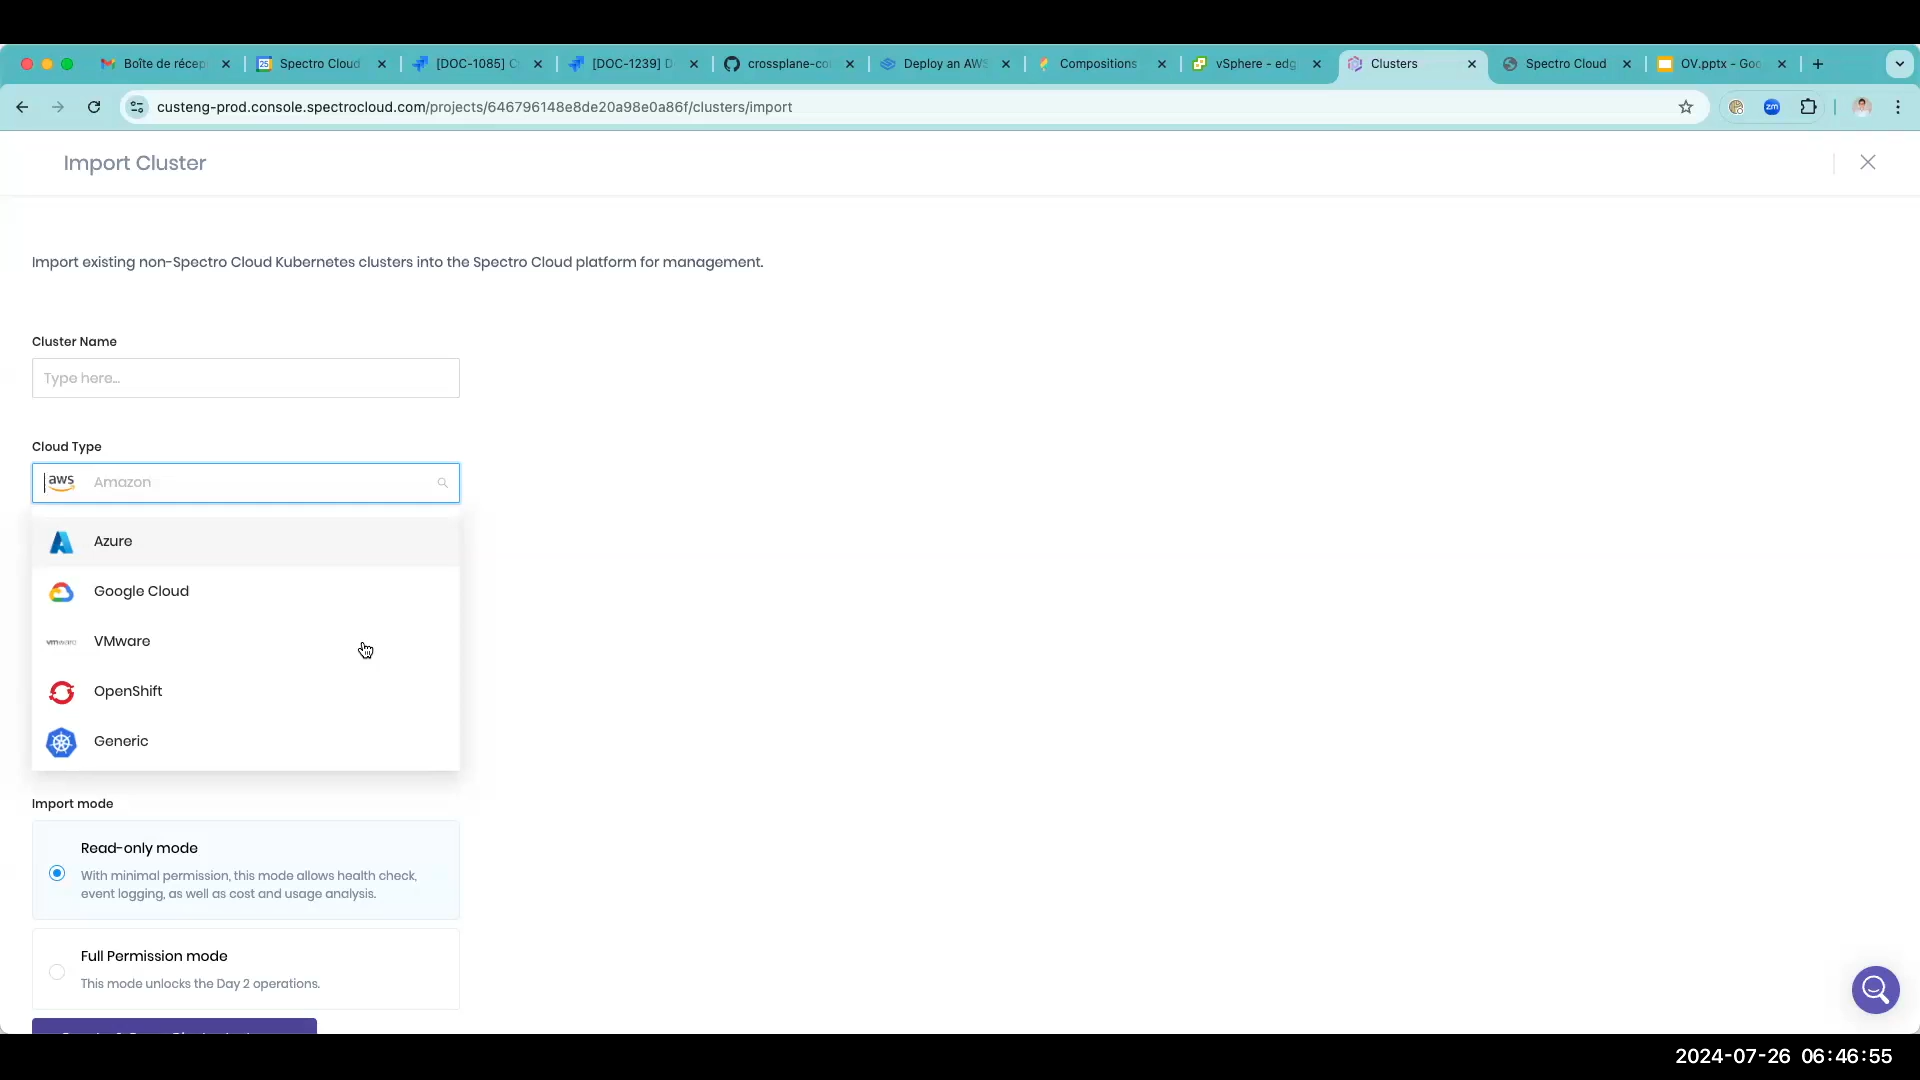 Boîte de récep
Spectro Cloud
[DOC-1085] C
[DOC-1239] D
crossplane-co
Deploy an AWS
Compositions
vSphere - edg
Clusters
Spectro Cloud
OV.pptx - Goo
custeng-prod.console.spectrocloud.com/projects/646796148e8de20a98e0a86f/clusters/import
zm
Import Cluster
Import existing non-Spectro Cloud Kubernetes clusters into the Spectro Cloud platform for management.
Cluster Name
Type here...
Cloud Type
aws Amazon
Azure
Google Cloud
vmware VMware
OpenShift
Generic
Import mode
Read-only mode
With minimal permission, this mode allows health check,
event logging, as well as cost and usage analysis.
Full Permission mode
This mode unlocks the Day 2 operations.
2024-07-26 06:46:55